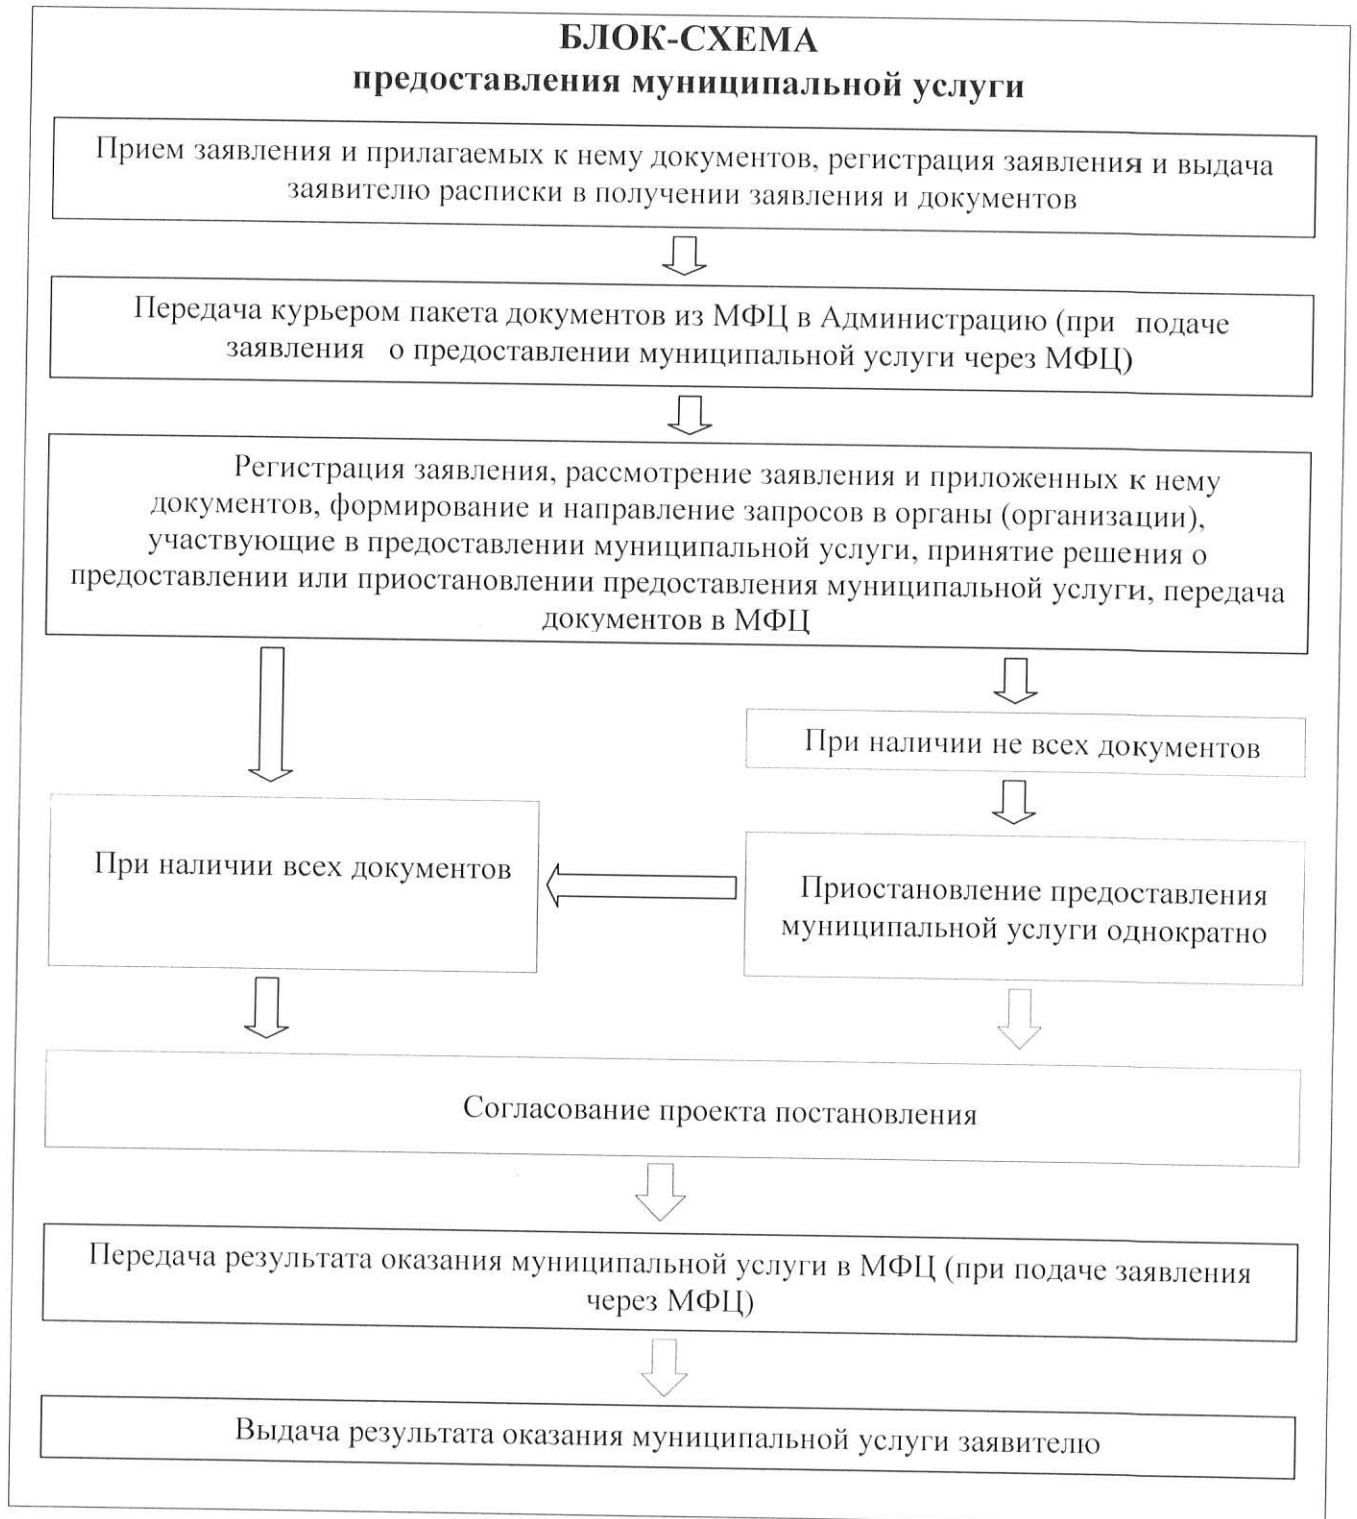 БЛОК-СХЕМА
предоставления муниципальной услуги
Прием заявления и прилагаемых к нему документов, регистрация заявления и выдача
заявителю расписки в получении заявления и документов
Передача курьером пакета документов из МФЦ в Администрацию (при подаче
заявления о предоставлении муниципальной услуги через МФЦ)
Регистрация заявления, рассмотрение заявления и приложенных к нему
документов, формирование и направление запросов в органы (организации),
участвующие в предоставлении муниципальной услуги, принятие решения о
предоставлении или приостановлении предоставления муниципальной услуги, передача
документов в МФЦ
При наличии не всех документов
При наличии всех документов
Приостановление предоставления
муниципальной услуги однократно
Согласование проекта постановления
Передача результата оказания муниципальной услуги в МФЦ (при подаче заявления
через МФЦ)
Выдача результата оказания муниципальной услуги заявителю